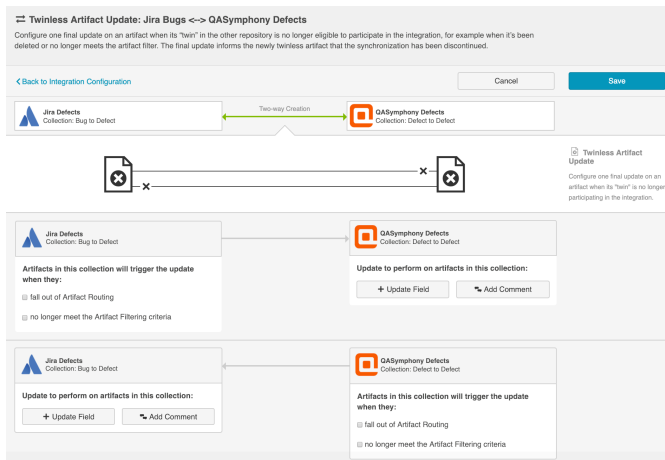 Twinless Artifact Update: Jira Bugs <--> QASymphony Defects
Configure one final update on an artifact when its "twin" in the other repository is no longer eligible to participate in the integration, for example when it's been
deleted or no longer meets the artifact filter. The final update informs the newly twinless artifact that the synchronization has been discontinued.
Back to Integration Configuration
Cancel
Save
Jira Defects
Collection: Bug to Defect
Two-way Creation
QASymphony Defects
Collection: Defect to Defect
Twinless Artifact
Update
Configure one final update on an
artifact when its "twin" is no longer
participating in the integration.
Jira Defects
Collection: Bug to Defect
QASymphony Defects
Collection: Defect to Defect
Artifacts in this collection will trigger the update
when they:
fall out of Artifact Routing
no longer meet the Artifact Filtering criteria
Update to perform on artifacts in this collection:
+ Update Field
Add Comment
Jira Defects
Collection: Bug to Defect
QASymphony Defects
Collection: Defect to Defect
Update to perform on artifacts in this collection:
+ Update Field
Add Comment
Artifacts in this collection will trigger the update
when they:
fall out of Artifact Routing
no longer meet the Artifact Filtering criteria